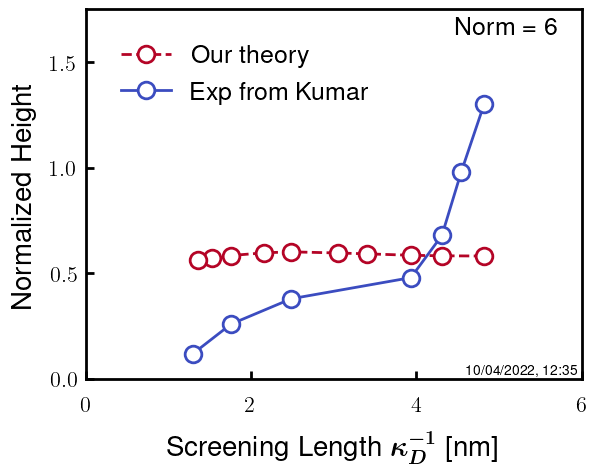 Norm = 6
Our theory
Exp from Kumar
Normalized Height
1.5
1.0
0.5
0.0
10/04/2022, 12:35
0 2 4 6
Screening Length κ_D^{-1} [nm]